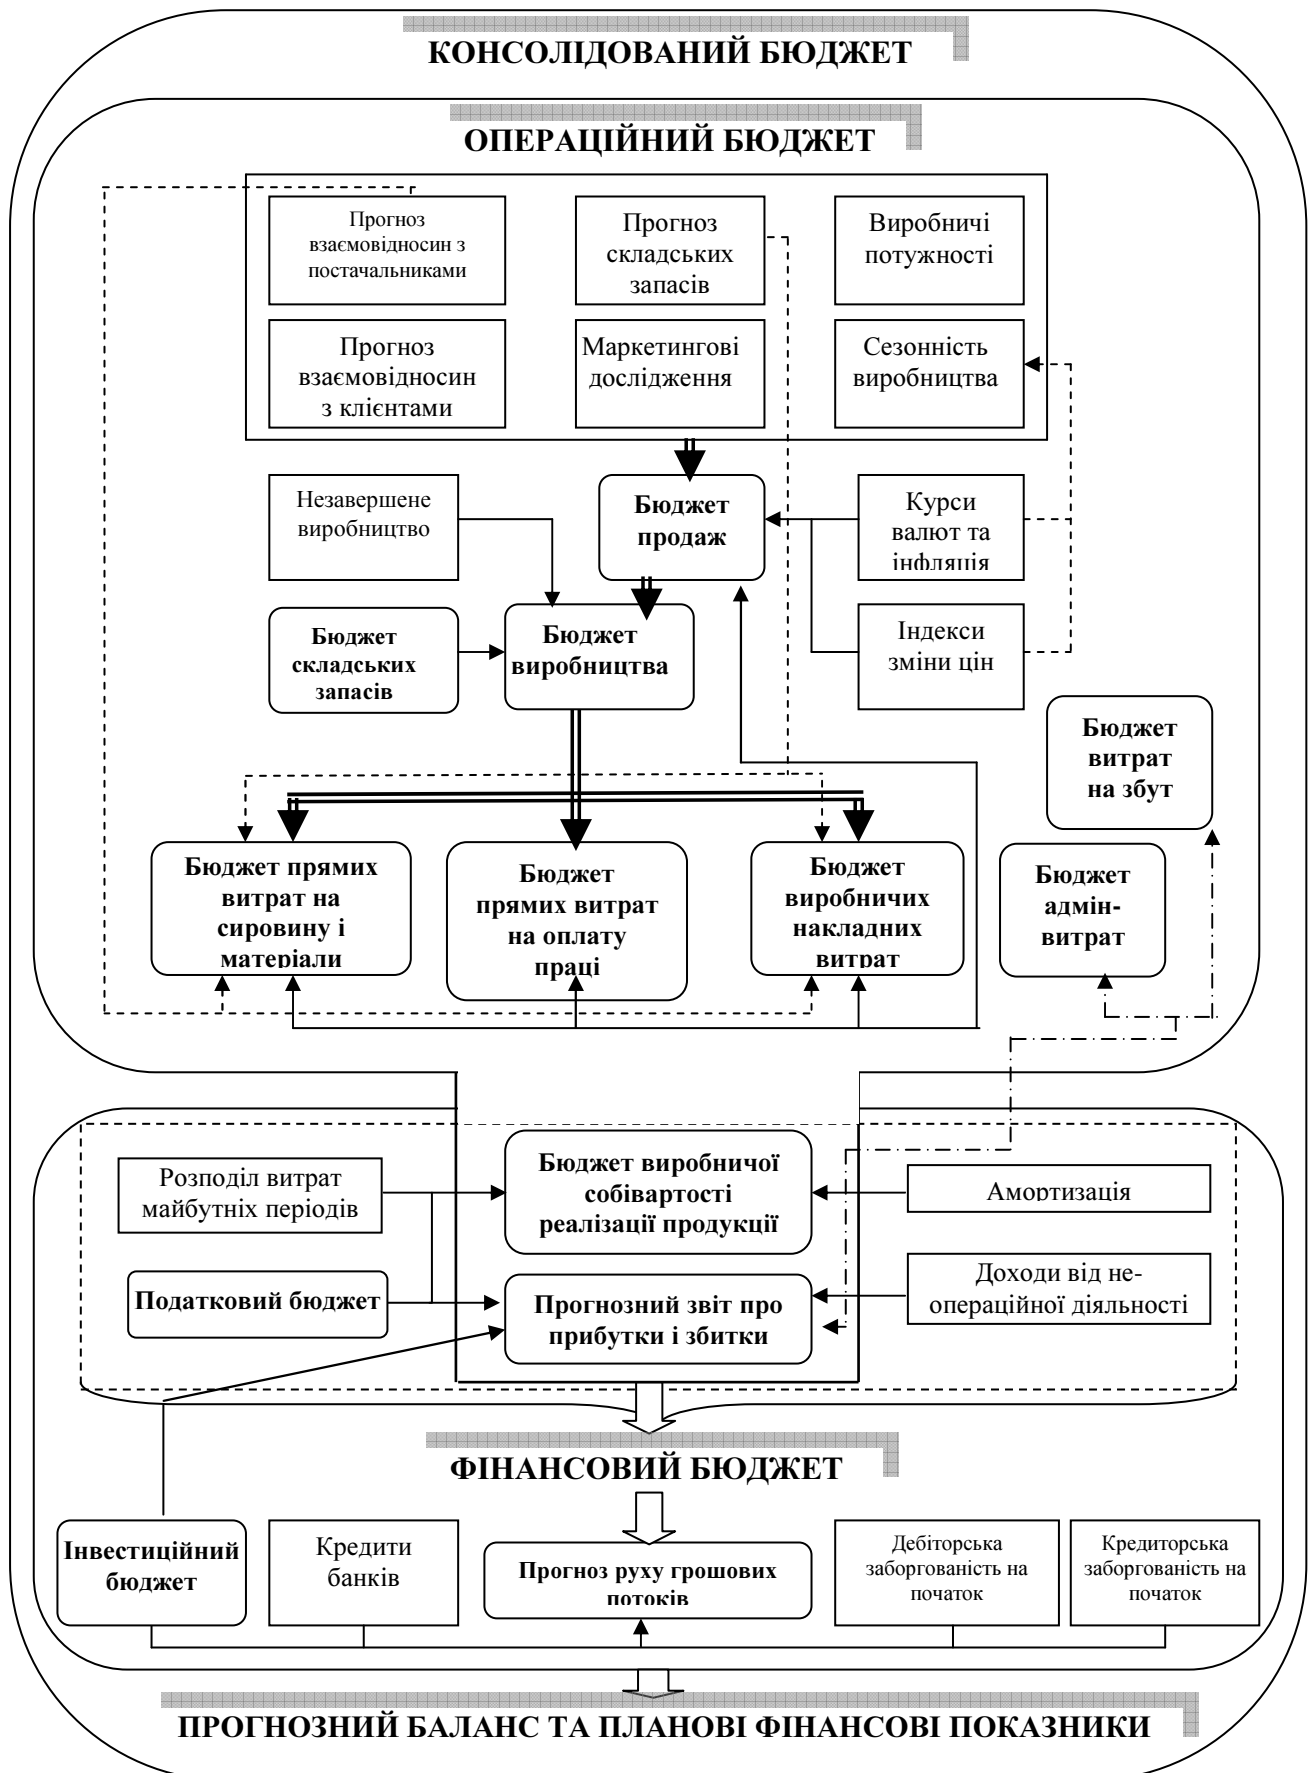 КОНСОЛІДОВАНИЙ БЮДЖЕТ
ОПЕРАЦІЙНИЙ БЮДЖЕТ
Прогноз
взаємовідносин з
постачальниками
Прогноз
складських
запасів
Виробничі
потужності
Прогноз
взаємовідносин
з клієнтами
Маркетингові
дослідження
Сезонність
виробництва
Незавершене
виробництво
Бюджет
продаж
Курси
валют та
інфляція
Бюджет
складських
запасів
Бюджет
виробництва
Індекси
зміни цін
Бюджет
витрат
на збут
Бюджет прямих
витрат на
сировину і
матеріали
Бюджет
прямих витрат
на оплату
праці
Бюджет
виробничих
накладних
витрат
Бюджет
адмін-
витрат
Розподіл витрат
майбутніх періодів
Бюджет виробничої
собівартості
реалізації продукції
Амортизація
Податковий бюджет
Прогнозний звіт про
прибутки і збитки
Доходи від не-
операційної діяльності
ФІНАНСОВИЙ БЮДЖЕТ
Інвестиційний
бюджет
Кредити
банків
Прогноз руху грошових
потоків
Дебіторська
заборгованість на
початок
Кредиторська
заборгованість на
початок
ПРОГНОЗНИЙ БАЛАНС ТА ПЛАНОВІ ФІНАНСОВІ ПОКАЗНИКИ